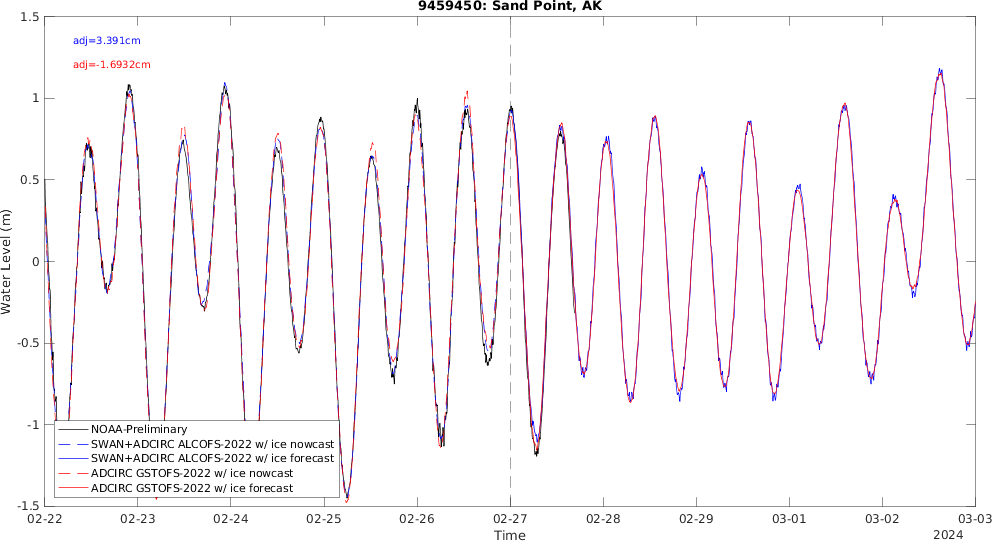 9459450: Sand Point, AK
adj=3.391cm
adj=-1.6932cm
Water Level (m)
1.5
1
0.5
0
-0.5
-1
-1.5
NOAA-Preliminary
SWAN+ADCIRC ALCOFS-2022 w/ ice nowcast
SWAN+ADCIRC ALCOFS-2022 w/ ice forecast
ADCIRC GSTOFS-2022 w/ ice nowcast
ADCIRC GSTOFS-2022 w/ ice forecast
02-22 02-23 02-24 02-25 02-26 02-27 02-28 02-29 03-01 03-02 03-03
Time
2024